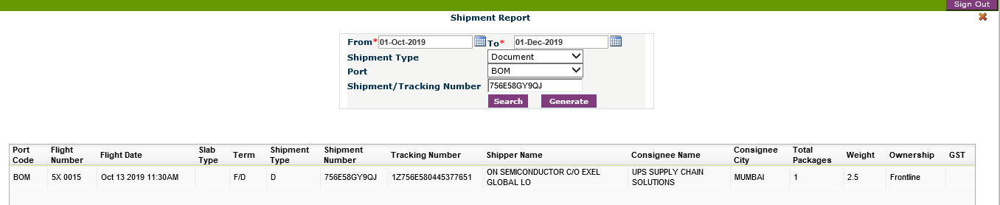 Sign Out
Shipment Report
From* 01-Oct-2019 To* 01-Dec-2019
Shipment Type Document
Port BOM
Shipment/Tracking Number 756E58GY9QJ
Search Generate
Port Code Flight Number Flight Date Slab Type Term Shipment Type Shipment Number Tracking Number Shipper Name Consignee Name Consignee City Total Packages Weight Ownership GST
BOM 5X 0015 Oct 13 2019 11:30AM F/D D 756E58GY9QJ 1Z756E580445377651 ON SEMICONDUCTOR C/O EXEL GLOBAL LO UPS SUPPLY CHAIN SOLUTIONS MUMBAI 1 2.5 Frontline